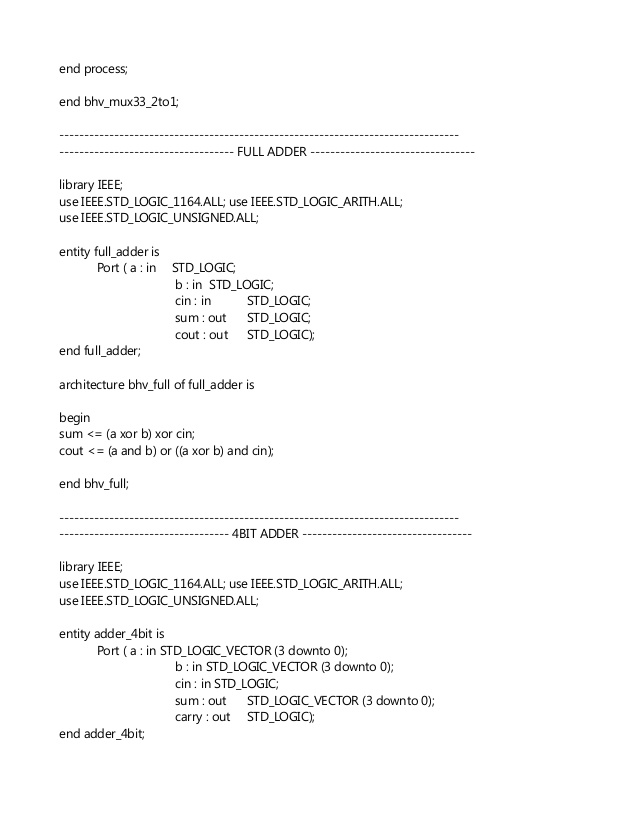 end process;
end bhv_mux33_2to1;
--------------------------------------------------------------------------------
----------------------------------- FULL ADDER ---------------------------------
library IEEE;
use IEEE.STD_LOGIC_1164.ALL; use IEEE.STD_LOGIC_ARITH.ALL;
use IEEE.STD_LOGIC_UNSIGNED.ALL;
entity full_adder is
Port ( a : in STD_LOGIC;
b : in STD_LOGIC;
cin : in STD_LOGIC;
sum : out STD_LOGIC;
cout : out STD_LOGIC);
end full_adder;
architecture bhv_full of full_adder is
begin
sum <= (a xor b) xor cin;
cout <= (a and b) or ((a xor b) and cin);
end bhv_full;
--------------------------------------------------------------------------------
---------------------------------- 4BIT ADDER ----------------------------------
library IEEE;
use IEEE.STD_LOGIC_1164.ALL; use IEEE.STD_LOGIC_ARITH.ALL;
use IEEE.STD_LOGIC_UNSIGNED.ALL;
entity adder_4bit is
Port ( a : in STD_LOGIC_VECTOR (3 downto 0);
b : in STD_LOGIC_VECTOR (3 downto 0);
cin : in STD_LOGIC;
sum : out STD_LOGIC_VECTOR (3 downto 0);
carry : out STD_LOGIC);
end adder_4bit;